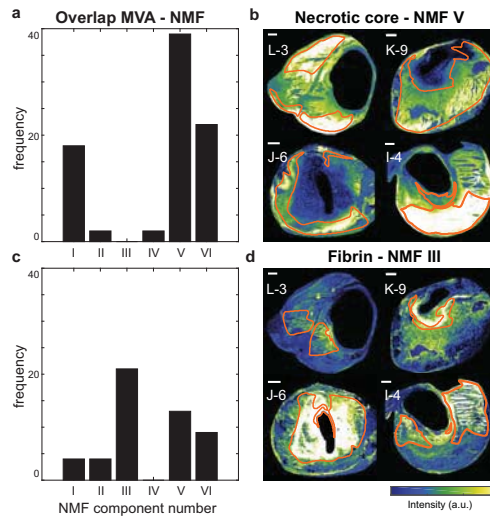 a
Overlap MVA - NMF
40
20
0
frequency
I II III IV V VI
b
Necrotic core - NMF V
L-3
K-9
J-6
I-4
c
40
20
0
frequency
I II III IV V VI
NMF component number
d
Fibrin - NMF III
L-3
K-9
J-6
I-4
Intensity (a.u.)